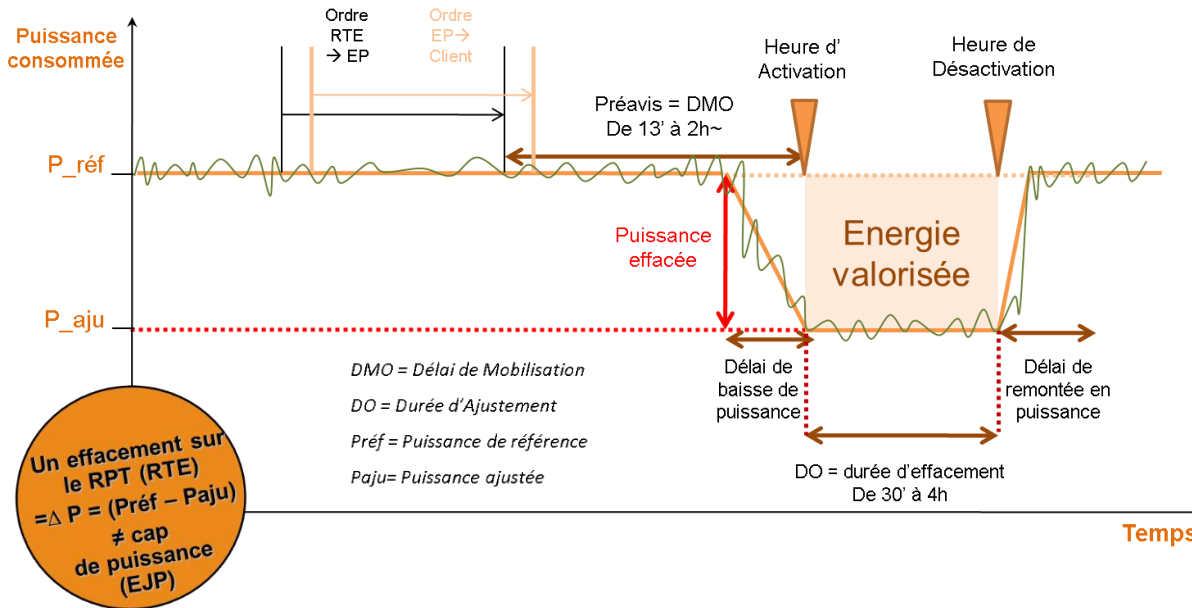 Puissance
consommée
Ordre
RTE
→ EP
Ordre
EP→
Client
Heure d'
Activation
Heure de
Désactivation
Préavis = DMO
De 13' à 2h~
P_réf
Puissance
effacée
Energie
valorisée
P_aju
DMO = Délai de Mobilisation
DO = Durée d'Ajustement
Préf = Puissance de référence
Paju= Puissance ajustée
Délai de
baisse de
puissance
Délai de
remontée en
puissance
DO = durée d'effacement
De 30' à 4h
Un effacement sur
le RPT (RTE)
=Δ P = (Préf – Paju)
≠ cap
de puissance
(EJP)
Temps